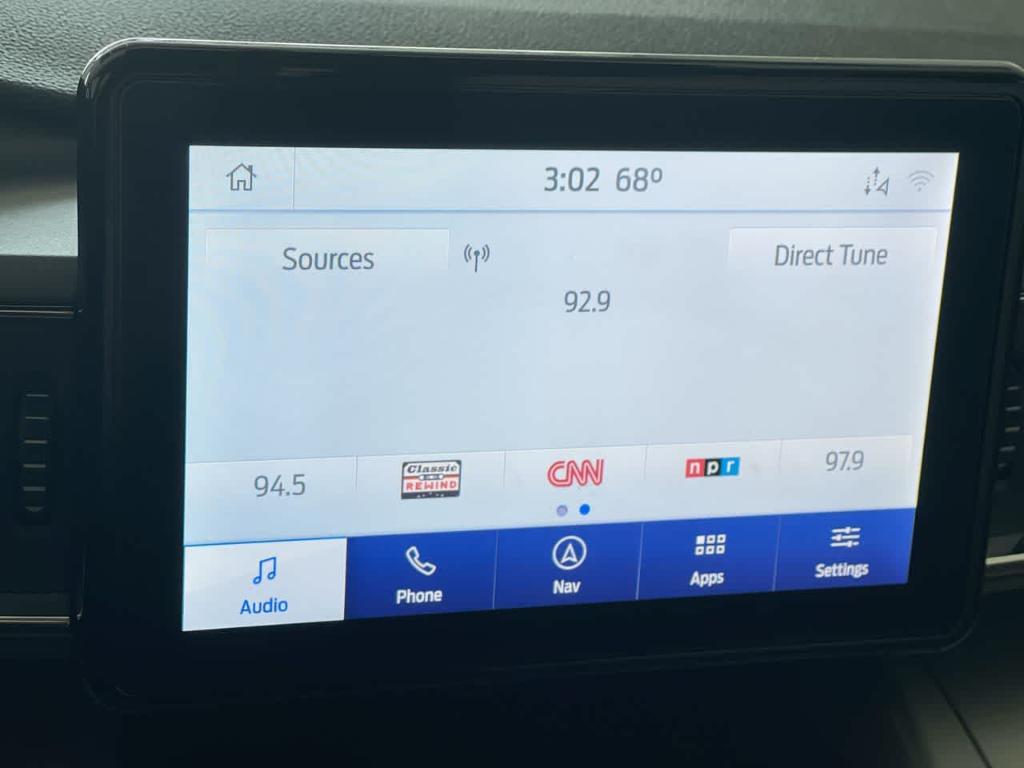 3:02 68º
Sources
Direct Tune
92.9
94.5
Classic
REWIND
CNN
npr
97.9
Audio
Phone
Nav
Apps
Settings